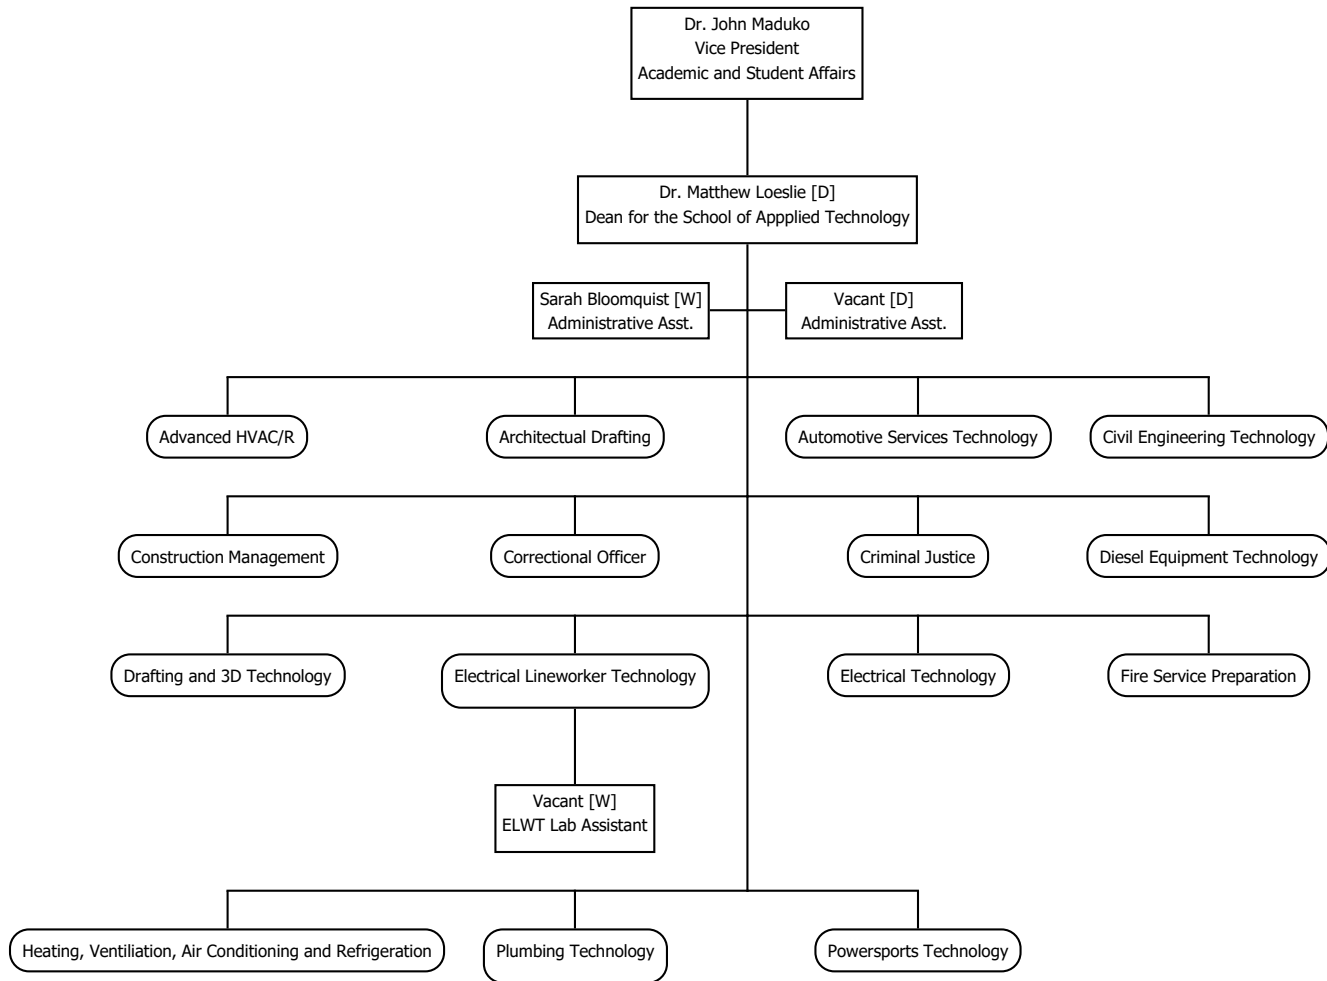 Dr. John Maduko
Vice President
Academic and Student Affairs
Dr. Matthew Loeslie [D]
Dean for the School of Appplied Technology
Sarah Bloomquist [W]
Administrative Asst.
Vacant [D]
Administrative Asst.
Advanced HVAC/R
Architectual Drafting
Automotive Services Technology
Civil Engineering Technology
Construction Management
Correctional Officer
Criminal Justice
Diesel Equipment Technology
Drafting and 3D Technology
Electrical Lineworker Technology
Electrical Technology
Fire Service Preparation
Vacant [W]
ELWT Lab Assistant
Heating, Ventiliation, Air Conditioning and Refrigeration
Plumbing Technology
Powersports Technology